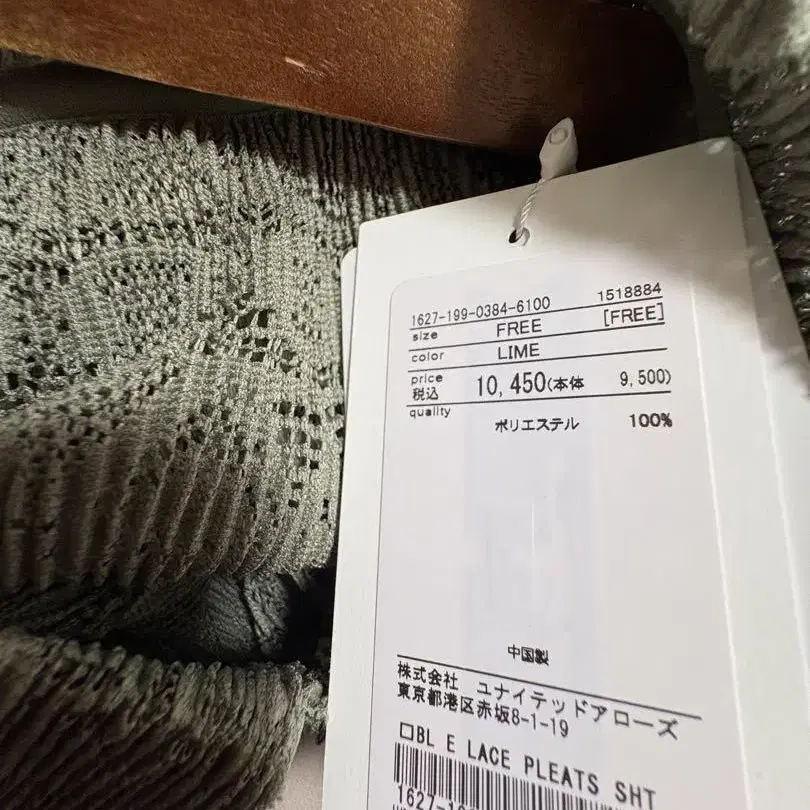 1627-199-0384-6100 1518884
size FREE [FREE]
color LIME
price
税込 10,450(本体 9,500)
quality
ポリエステル 100%
中国製
株式会社 ユナイテッドアローズ
東京都港区赤坂8-1-19
口BL E LACE PLEATS SHT